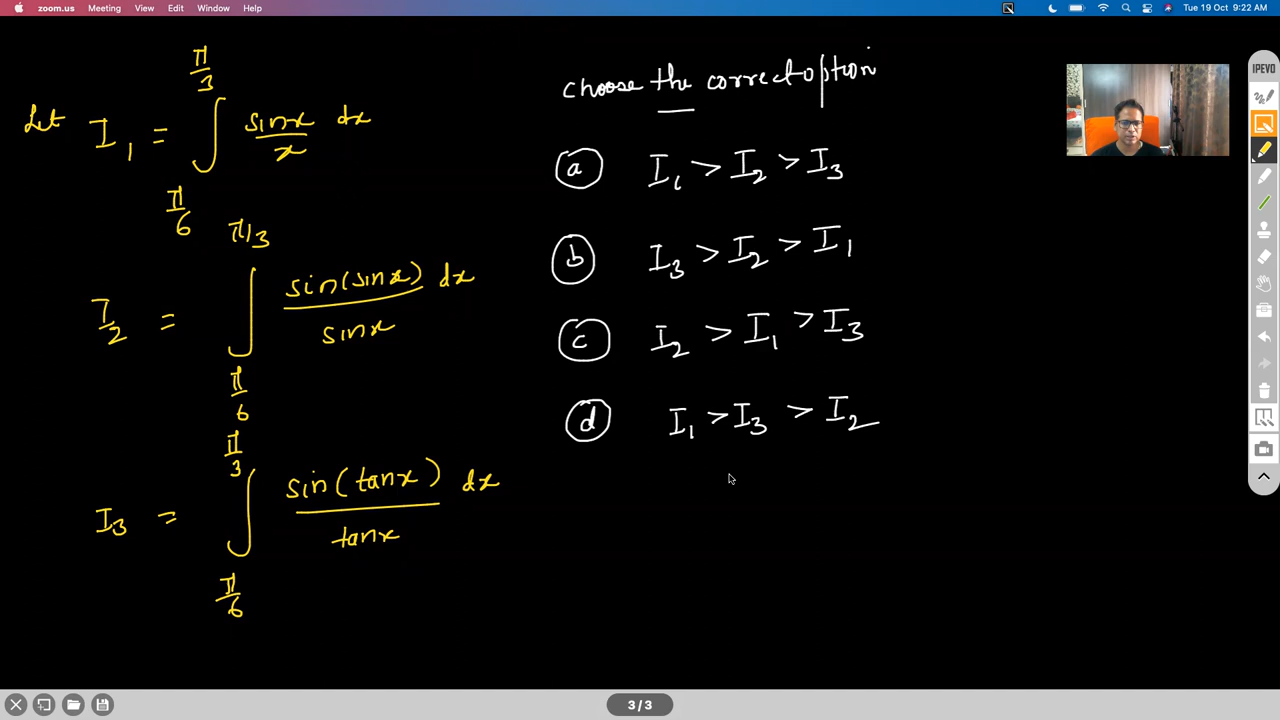 zoom.us Meeting View Edit Window Help
Tue 19 Oct 9:22 AM
IPEVO
Let I₁ = ∫_{π/6}^{π/3} sinx/x dx
I₂ = ∫_{π/6}^{π/3} sin(sinx)/sinx dx
I₃ = ∫_{π/6}^{π/3} sin(tanx)/tanx dx
choose the correct option
(a) I₁ > I₂ > I₃
(b) I₃ > I₂ > I₁
(c) I₂ > I₁ > I₃
(d) I₁ > I₃ > I₂
3/3